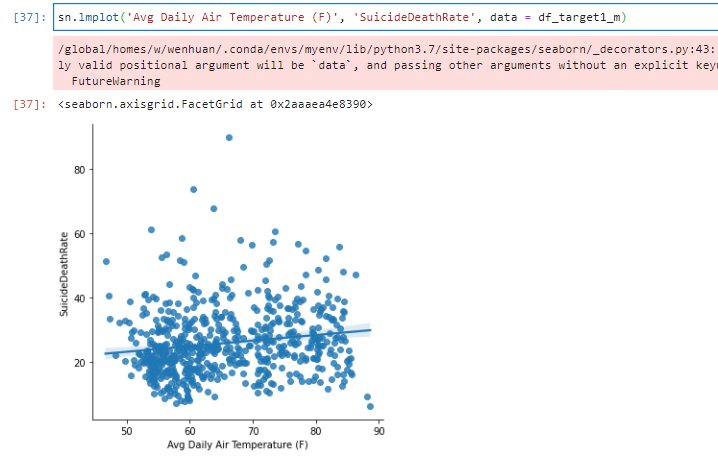 [37]: sn.lmplot('Avg Daily Air Temperature (F)', 'SuicideDeathRate', data = df_target1_m)
/global/homes/w/wenhuan/.conda/envs/myenv/lib/python3.7/site-packages/seaborn/_decorators.py:43:
ly valid positional argument will be `data`, and passing other arguments without an explicit keyw
FutureWarning
[37]: <seaborn.axisgrid.FacetGrid at 0x2aaaea4e8390>
80
60
SuicideDeathRate
40
20
50 60 70 80 90
Avg Daily Air Temperature (F)